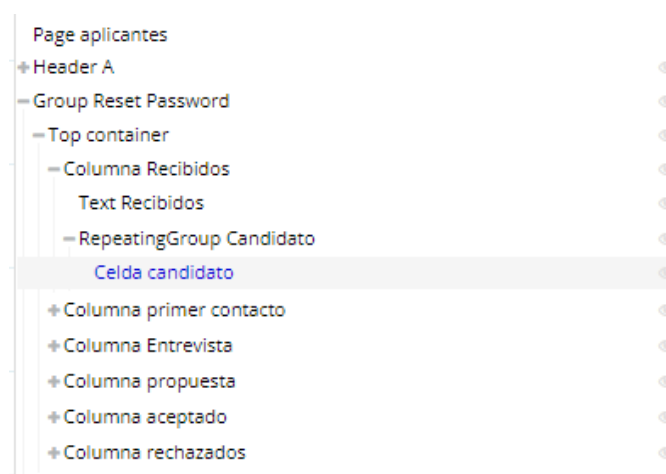 Page aplicantes
Header A
Group Reset Password
Top container
Columna Recibidos
Text Recibidos
RepeatingGroup Candidato
Celda candidato
Columna primer contacto
Columna Entrevista
Columna propuesta
Columna aceptado
Columna rechazados